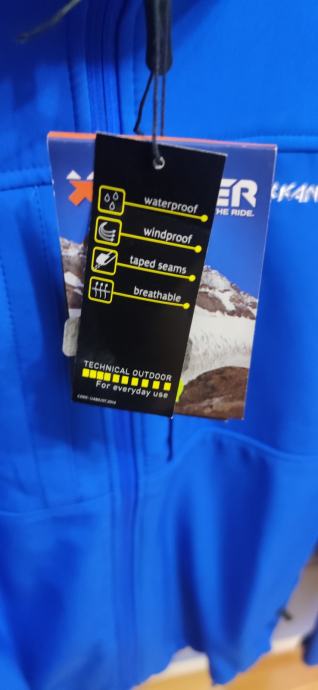 waterproof
windproof
taped seams
breathable
TECHNICAL OUTDOOR
For everyday use
HE RIDE.